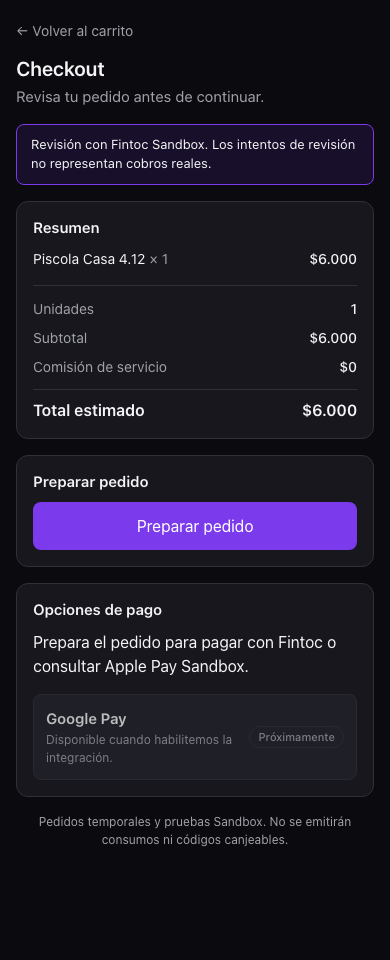 ← Volver al carrito
Checkout
Revisa tu pedido antes de continuar.
Revisión con Fintoc Sandbox. Los intentos de revisión
no representan cobros reales.
Resumen
Piscola Casa 4.12 × 1 $6.000
Unidades 1
Subtotal $6.000
Comisión de servicio $0
Total estimado $6.000
Preparar pedido
Preparar pedido
Opciones de pago
Prepara el pedido para pagar con Fintoc o
consultar Apple Pay Sandbox.
Google Pay
Disponible cuando habilitemos la
integración.
Próximamente
Pedidos temporales y pruebas Sandbox. No se emitirán
consumos ni códigos canjeables.